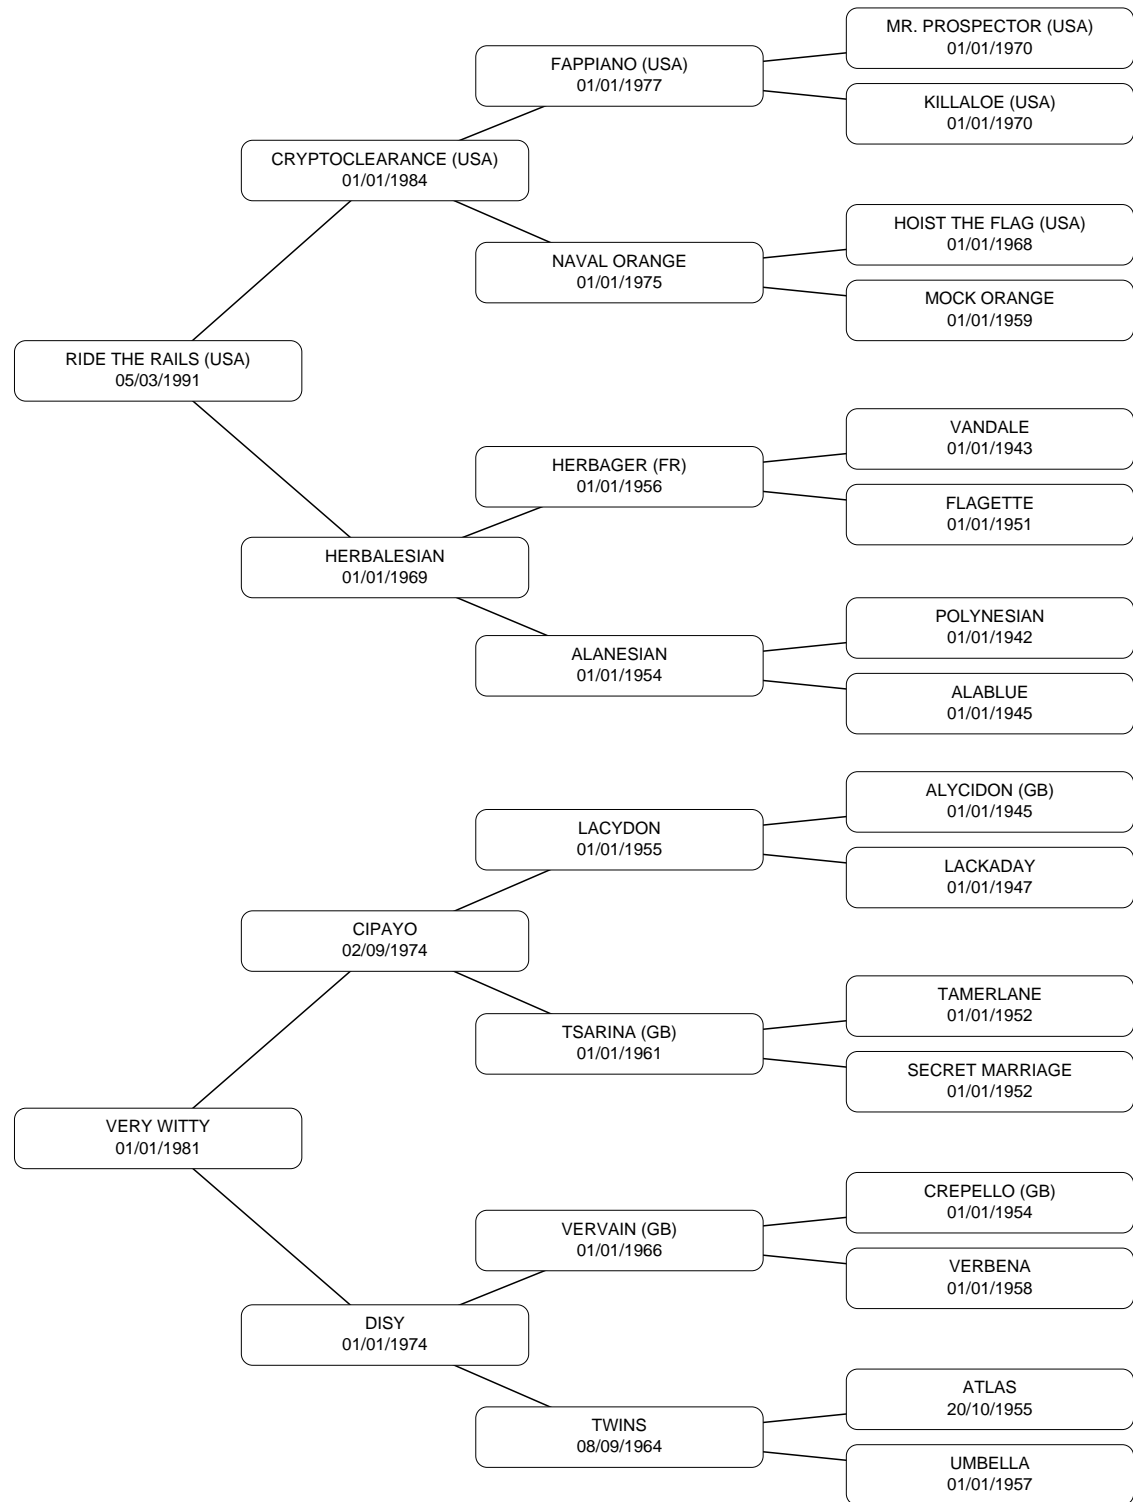 MR. PROSPECTOR (USA)
01/01/1970
FAPPIANO (USA)
01/01/1977
KILLALOE (USA)
01/01/1970
CRYPTOCLEARANCE (USA)
01/01/1984
HOIST THE FLAG (USA)
01/01/1968
NAVAL ORANGE
01/01/1975
MOCK ORANGE
01/01/1959
RIDE THE RAILS (USA)
05/03/1991
VANDALE
01/01/1943
HERBAGER (FR)
01/01/1956
FLAGETTE
01/01/1951
HERBALESIAN
01/01/1969
POLYNESIAN
01/01/1942
ALANESIAN
01/01/1954
ALABLUE
01/01/1945
ALYCIDON (GB)
01/01/1945
LACYDON
01/01/1955
LACKADAY
01/01/1947
CIPAYO
02/09/1974
TAMERLANE
01/01/1952
TSARINA (GB)
01/01/1961
SECRET MARRIAGE
01/01/1952
VERY WITTY
01/01/1981
CREPELLO (GB)
01/01/1954
VERVAIN (GB)
01/01/1966
VERBENA
01/01/1958
DISY
01/01/1974
ATLAS
20/10/1955
TWINS
08/09/1964
UMBELLA
01/01/1957